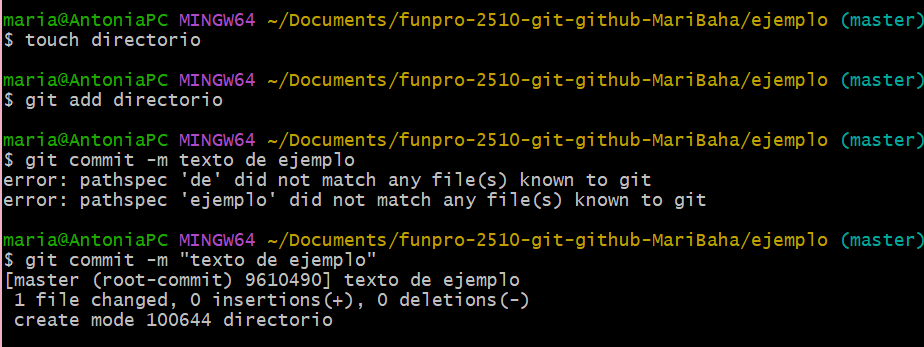 maria@AntoniaPC MINGW64 ~/Documents/funpro-2510-git-github-MariBaha/ejemplo (master)
$ touch directorio
maria@AntoniaPC MINGW64 ~/Documents/funpro-2510-git-github-MariBaha/ejemplo (master)
$ git add directorio
maria@AntoniaPC MINGW64 ~/Documents/funpro-2510-git-github-MariBaha/ejemplo (master)
$ git commit -m texto de ejemplo
error: pathspec 'de' did not match any file(s) known to git
error: pathspec 'ejemplo' did not match any file(s) known to git
maria@AntoniaPC MINGW64 ~/Documents/funpro-2510-git-github-MariBaha/ejemplo (master)
$ git commit -m "texto de ejemplo"
[master (root-commit) 9610490] texto de ejemplo
 1 file changed, 0 insertions(+), 0 deletions(-)
 create mode 100644 directorio